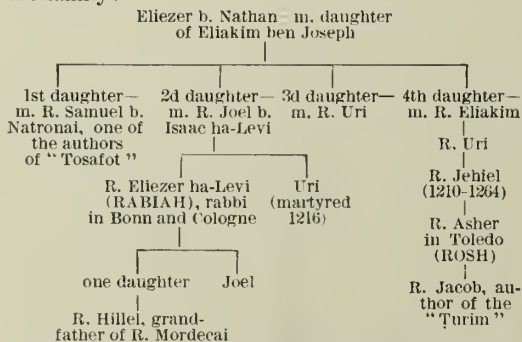 Eliezer b. Nathan = m. daughter
of Eliakim ben Joseph
1st daughter—
m. R. Samuel b.
Natronai, one of
the authors
of "Tosafot"
2d daughter—
m. R. Joel b.
Isaac ha-Levi
3d daughter—
m. R. Uri
4th daughter—
m. R. Eliakim
R. Uri
R. Jehiel
(1210-1264)
R. Asher
in Toledo
(ROSH)
R. Jacob, au-
thor of the
"Turim"
R. Eliezer ha-Levi
(RABIAH), rabbi
in Bonn and Cologne
Uri
(martyred
1216)
one daughter
Joel
R. Hillel, grand-
father of R. Mordecai